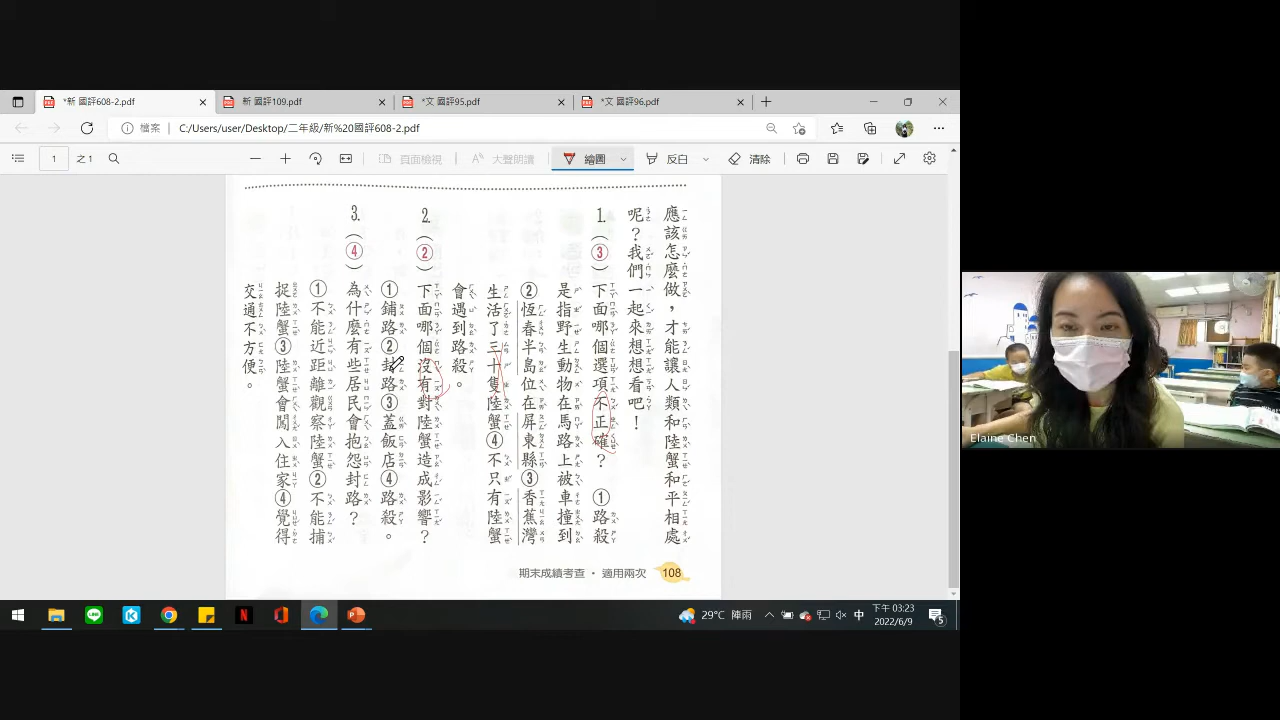 *新 國評608-2.pdf
新 國評109.pdf
*文 國評95.pdf
*文 國評96.pdf
檔案
C:/Users/user/Desktop/二年級/新%20國評608-2.pdf
1
之1
頁面檢視
大聲朗讀
繪圖
反白
清除
應該怎麼做，才能讓人類和陸蟹和平相處
呢？我們一起來想想看吧！
1.（③）下面哪個選項不正確？ ①路殺
是指野生動物在馬路上被車撞到
②恆春半島位在屏東縣③香蕉灣
生活了三十隻陸蟹④不只有陸蟹
會遇到路殺。
2.（②）下面哪個沒有對陸蟹造成影響？
①鋪路②封路③蓋飯店④路殺。
3.（④）為什麼有些居民會抱怨封路？
①不能近距離觀察陸蟹②不能捕
捉陸蟹③陸蟹會闖入住家④覺得
交通不方便。
期末成績考查・適用兩次 108
Elaine Chen
29°C 陣雨
中
下午 03:23
2022/6/9
5